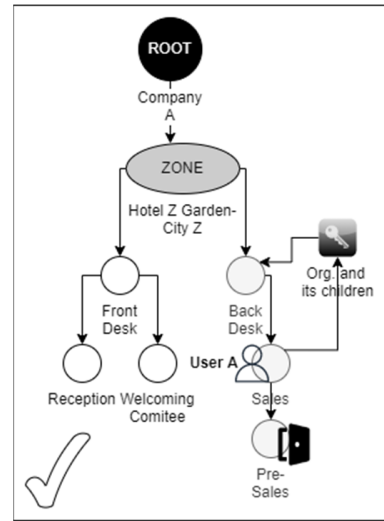 ROOT
Company
A
ZONE
Hotel Z Garden-
City Z
Org. and
its children
Front
Desk
Back
Desk
User A
Reception
Welcoming
Comitee
Sales
Pre-
Sales